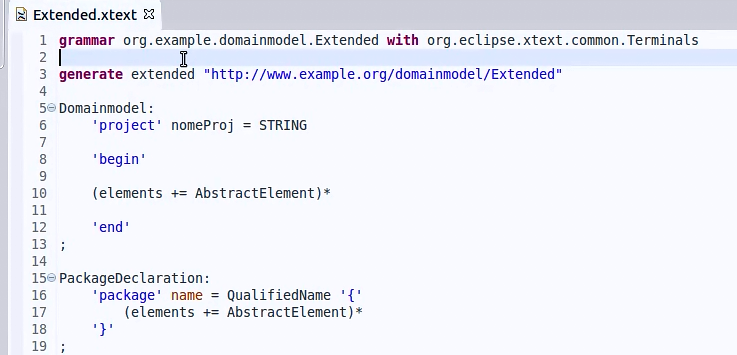 Extended.xtext
1 grammar org.example.domainmodel.Extended with org.eclipse.xtext.common.Terminals
2
3 generate extended "http://www.example.org/domainmodel/Extended"
4
5 Domainmodel:
6 'project' nomeProj = STRING
7
8 'begin'
9
10 (elements += AbstractElement)*
11
12 'end'
13 ;
14
15 PackageDeclaration:
16 'package' name = QualifiedName '{'
17 (elements += AbstractElement)*
18 '}'
19 ;